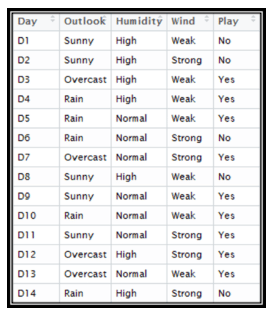 Day Outlook Humidity Wind Play
D1 Sunny High Weak No
D2 Sunny High Strong No
D3 Overcast High Weak Yes
D4 Rain High Weak Yes
D5 Rain Normal Weak Yes
D6 Rain Normal Strong No
D7 Overcast Normal Strong Yes
D8 Sunny High Weak No
D9 Sunny Normal Weak Yes
D10 Rain Normal Weak Yes
D11 Sunny Normal Strong Yes
D12 Overcast High Strong Yes
D13 Overcast Normal Weak Yes
D14 Rain High Strong No